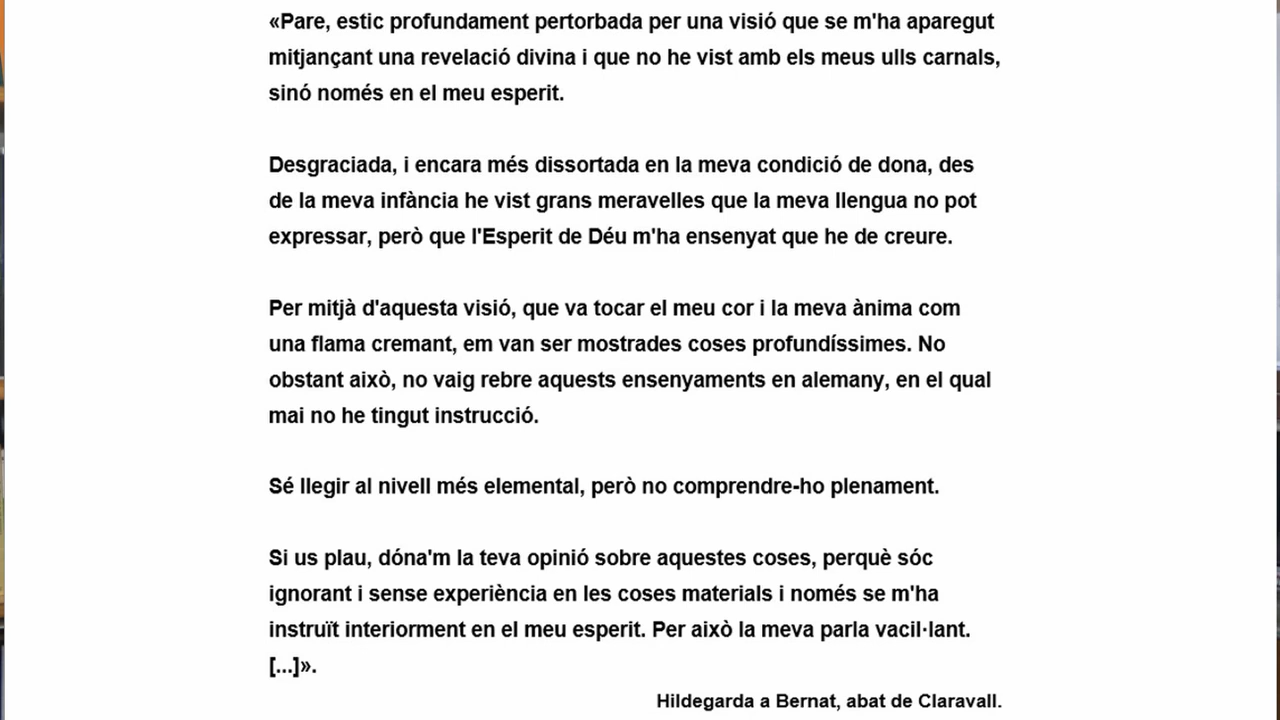 «Pare, estic profundament pertorbada per una visió que se m'ha aparegut
mitjançant una revelació divina i que no he vist amb els meus ulls carnals,
sinó només en el meu esperit.
Desgraciada, i encara més dissortada en la meva condició de dona, des
de la meva infància he vist grans meravelles que la meva llengua no pot
expressar, però que l'Esperit de Déu m'ha ensenyat que he de creure.
Per mitjà d'aquesta visió, que va tocar el meu cor i la meva ànima com
una flama cremant, em van ser mostrades coses profundíssimes. No
obstant això, no vaig rebre aquests ensenyaments en alemany, en el qual
mai no he tingut instrucció.
Sé llegir al nivell més elemental, però no comprendre-ho plenament.
Si us plau, dóna'm la teva opinió sobre aquestes coses, perquè sóc
ignorant i sense experiència en les coses materials i només se m'ha
instruït interiorment en el meu esperit. Per això la meva parla vacil·lant.
[...]».
Hildegarda a Bernat, abat de Claravall.